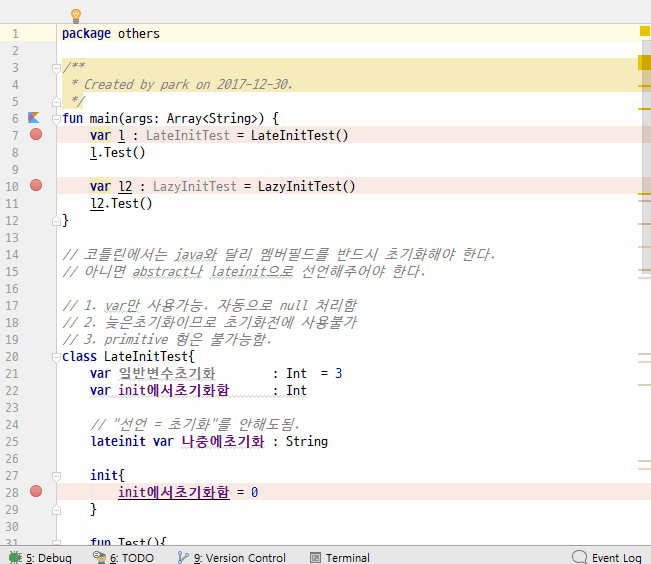 1 package others
2
3 /**
4  * Created by park on 2017-12-30.
5  */
6 fun main(args: Array<String>) {
7     var l : LateInitTest = LateInitTest()
8     l.Test()
9
10     var l2 : LazyInitTest = LazyInitTest()
11     l2.Test()
12 }
13
14 // 코틀린에서는 java와 달리 멤버필드를 반드시 초기화해야 한다.
15 // 아니면 abstract나 lateinit으로 선언해주어야 한다.
16
17 // 1. var만 사용가능. 자동으로 null 처리함
18 // 2. 늦은초기화이므로 초기화전에 사용불가
19 // 3. primitive 형은 불가능함.
20 class LateInitTest{
21     var 일반변수초기화 : Int = 3
22     var init에서초기화함 : Int
23
24     // "선언 = 초기화"를 안해도됨.
25     lateinit var 나중에초기화 : String
26
27     init{
28         init에서초기화함 = 0
29     }
30
31     fun Test(){
5: Debug 6: TODO 9: Version Control Terminal Event Log